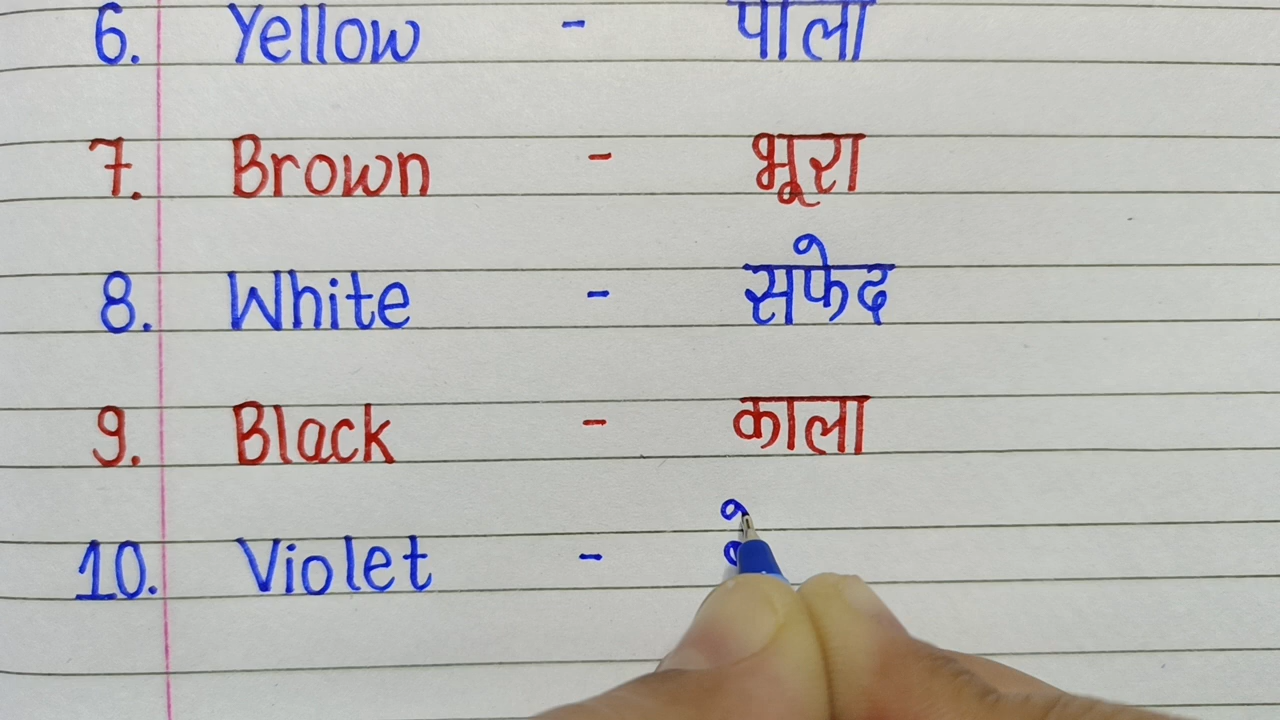 6. Yellow - पीला
7. Brown - भूरा
8. White - सफेद
9. Black - काला
10. Violet -